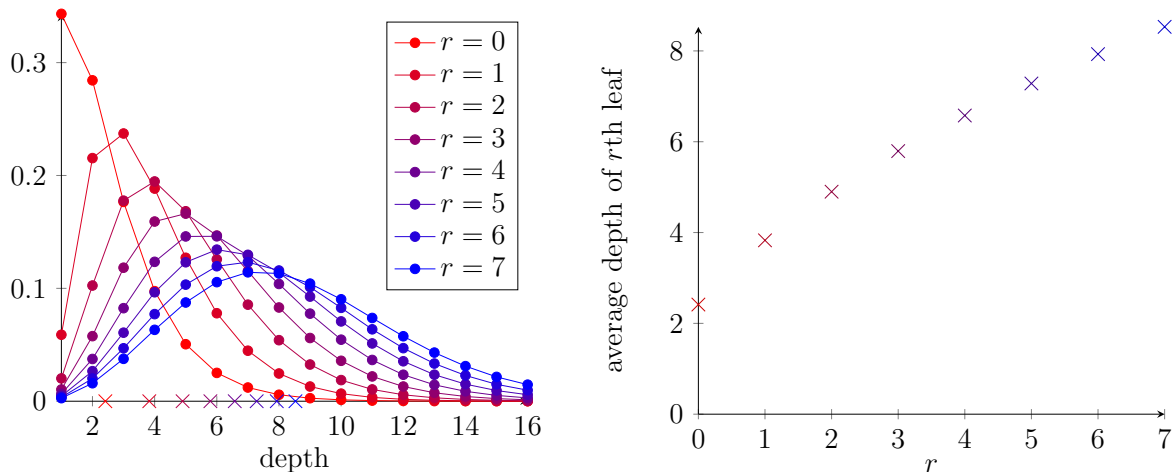 0.3
0.2
0.1
0
2 4 6 8 10 12 14 16
depth
r = 0
r = 1
r = 2
r = 3
r = 4
r = 5
r = 6
r = 7
average depth of rth leaf
8
6
4
2
0
0 1 2 3 4 5 6 7
r